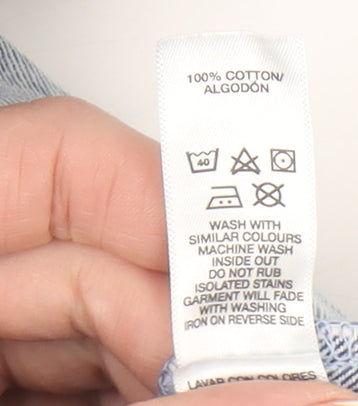 100% COTTON/
ALGODÓN
40
WASH WITH
SIMILAR COLOURS
MACHINE WASH
INSIDE OUT
DO NOT RUB
ISOLATED STAINS
GARMENT WILL FADE
WITH WASHING
IRON ON REVERSE SIDE
LAVAR CON COLORES